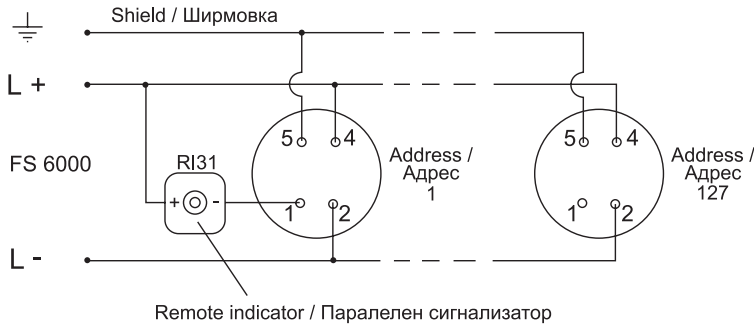 Shield / Ширмовка
L +
FS 6000
RI31
+ -
5 4
1 2
Address /
Адрес
1
5 4
1 2
Address /
Адрес
127
L -
Remote indicator / Паралелен сигнализатор